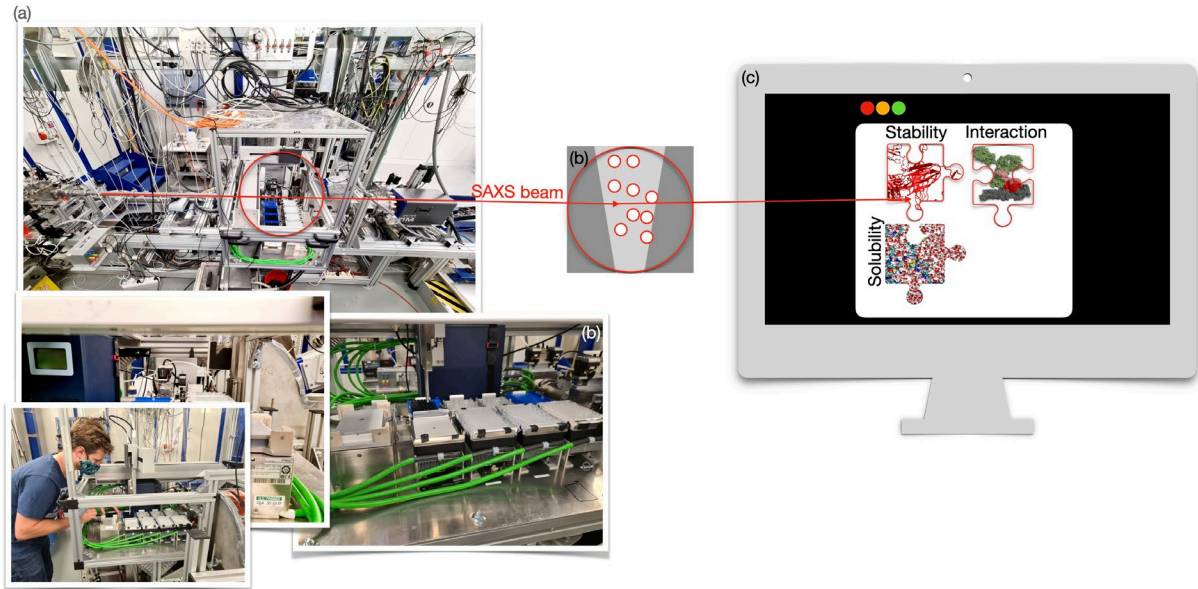 (a)
(c)
Stability
Interaction
(b)
SAXS beam
Solubility
(b)